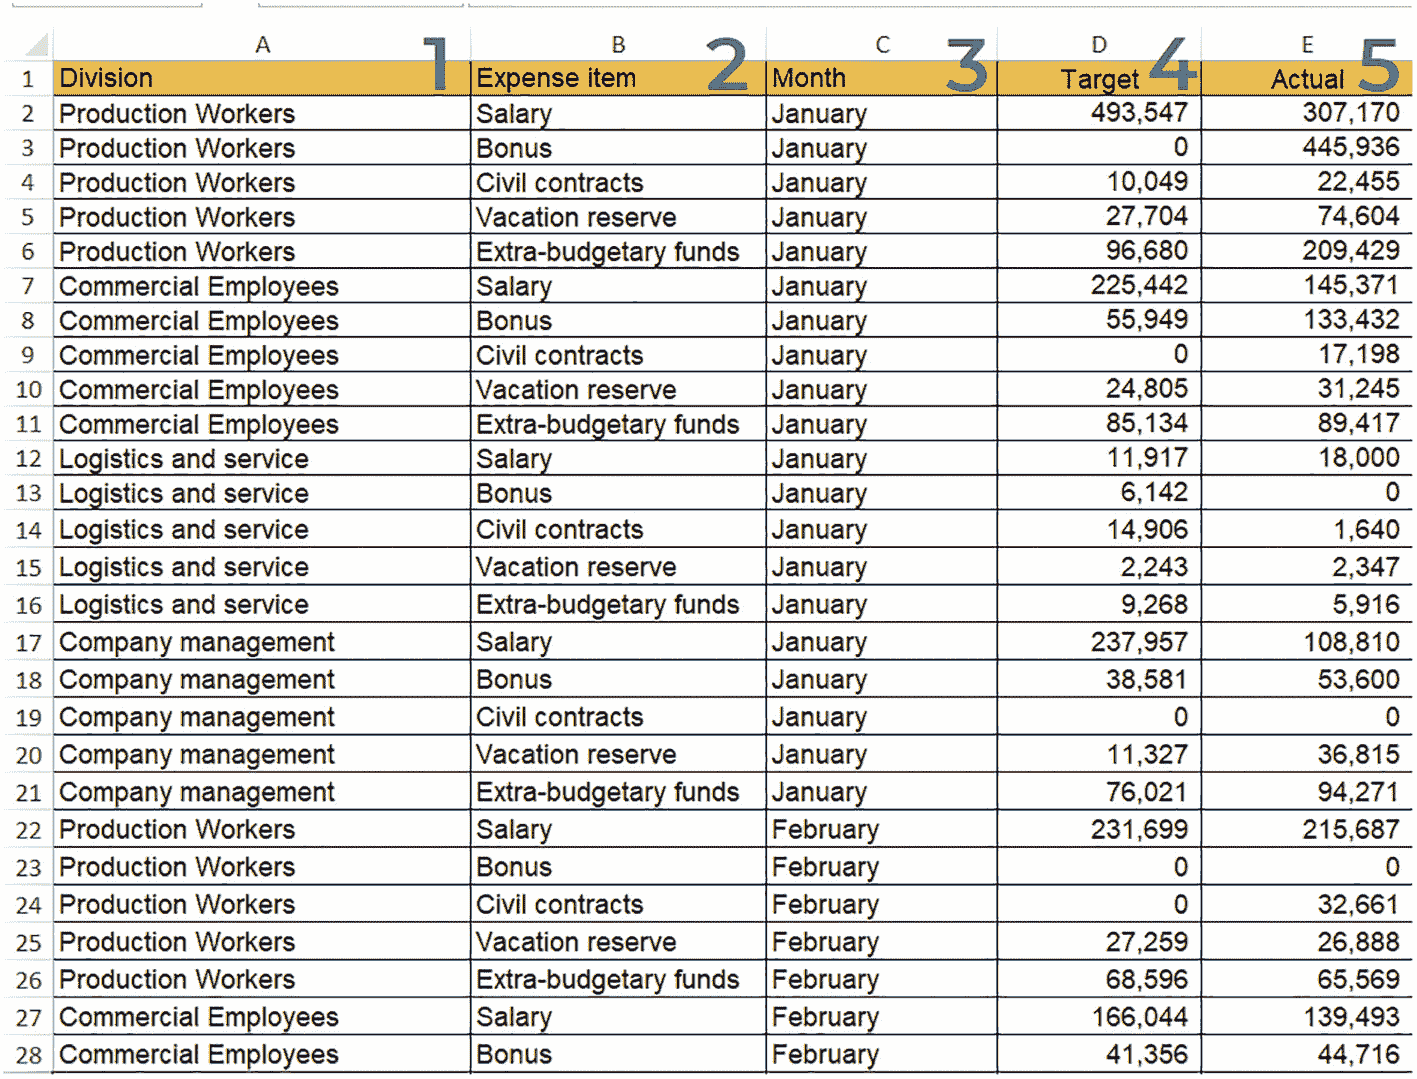 A 1 B 2 C 3 D 4 E 5
1 Division Expense item Month Target Actual
2 Production Workers Salary January 493,547 307,170
3 Production Workers Bonus January 0 445,936
4 Production Workers Civil contracts January 10,049 22,455
5 Production Workers Vacation reserve January 27,704 74,604
6 Production Workers Extra-budgetary funds January 96,680 209,429
7 Commercial Employees Salary January 225,442 145,371
8 Commercial Employees Bonus January 55,949 133,432
9 Commercial Employees Civil contracts January 0 17,198
10 Commercial Employees Vacation reserve January 24,805 31,245
11 Commercial Employees Extra-budgetary funds January 85,134 89,417
12 Logistics and service Salary January 11,917 18,000
13 Logistics and service Bonus January 6,142 0
14 Logistics and service Civil contracts January 14,906 1,640
15 Logistics and service Vacation reserve January 2,243 2,347
16 Logistics and service Extra-budgetary funds January 9,268 5,916
17 Company management Salary January 237,957 108,810
18 Company management Bonus January 38,581 53,600
19 Company management Civil contracts January 0 0
20 Company management Vacation reserve January 11,327 36,815
21 Company management Extra-budgetary funds January 76,021 94,271
22 Production Workers Salary February 231,699 215,687
23 Production Workers Bonus February 0 0
24 Production Workers Civil contracts February 0 32,661
25 Production Workers Vacation reserve February 27,259 26,888
26 Production Workers Extra-budgetary funds February 68,596 65,569
27 Commercial Employees Salary February 166,044 139,493
28 Commercial Employees Bonus February 41,356 44,716